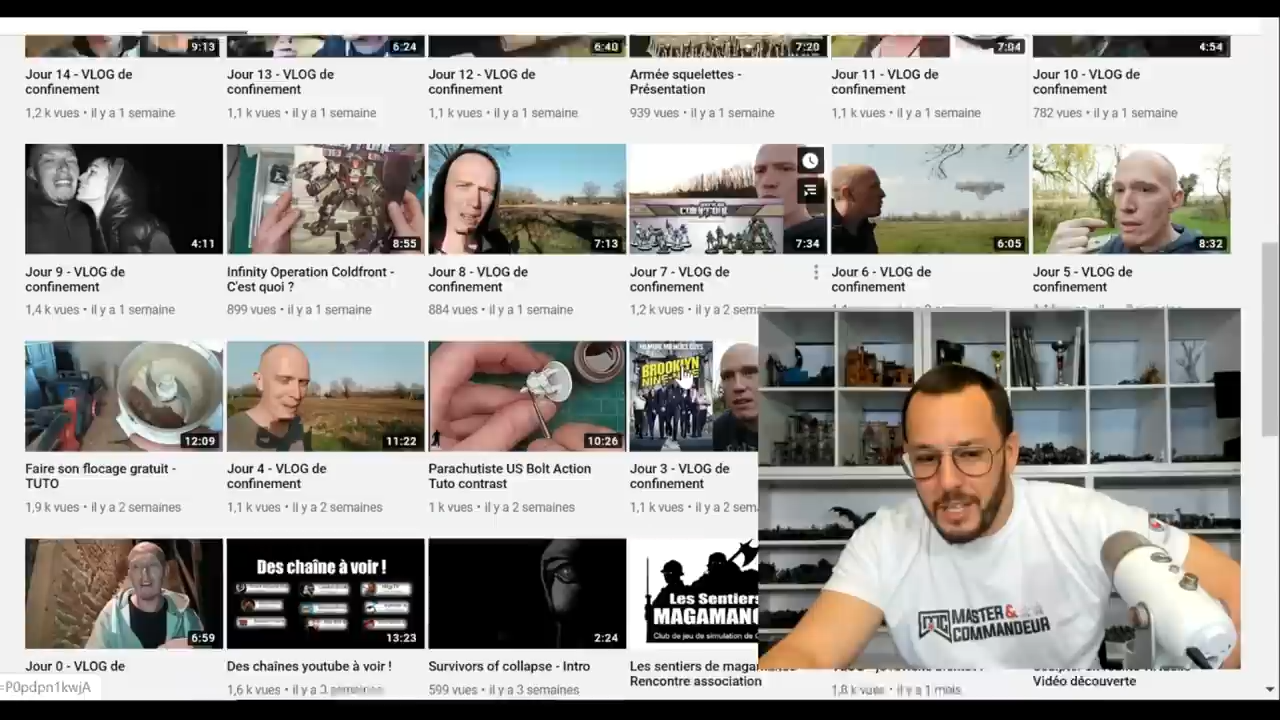 9:13
6:24
6:40
7:20
7:04
4:54
Jour 14 - VLOG de
confinement
1,2 k vues • il y a 1 semaine
Jour 13 - VLOG de
confinement
1,1 k vues • il y a 1 semaine
Jour 12 - VLOG de
confinement
1,1 k vues • il y a 1 semaine
Armée squelettes -
Présentation
939 vues • il y a 1 semaine
Jour 11 - VLOG de
confinement
1,1 k vues • il y a 1 semaine
Jour 10 - VLOG de
confinement
782 vues • il y a 1 semaine
4:11
8:55
7:13
7:34
6:05
8:32
Jour 9 - VLOG de
confinement
1,4 k vues • il y a 1 semaine
Infinity Operation Coldfront -
C'est quoi ?
899 vues • il y a 1 semaine
Jour 8 - VLOG de
confinement
884 vues • il y a 1 semaine
Jour 7 - VLOG de
confinement
1,2 k vues • il y a 2
Jour 6 - VLOG de
confinement
Jour 5 - VLOG de
confinement
BROOKLYN
NINE-NINE
12:09
11:22
10:26
Faire son flocage gratuit -
TUTO
1,9 k vues • il y a 2 semaines
Jour 4 - VLOG de
confinement
1,1 k vues • il y a 2 semaines
Parachutiste US Bolt Action
Tuto contrast
1 k vues • il y a 2 semaines
Jour 3 - VLOG de
confinement
1,1 k vues • il y a 2 semaines
Des chaîne à voir !
Les Sentiers
MAGAMAN
Club de jeu de simulation de
6:59
13:23
2:24
Jour 0 - VLOG de
Des chaînes youtube à voir !
1,6 k vues • il y a 3 semaines
Survivors of collapse - Intro
599 vues • il y a 3 semaines
Les sentiers de
Rencontre association
1,8 k vues • il y a 1 mois
Vidéo découverte
MASTER &
COMMANDEUR
=P0pdpn1kwjA